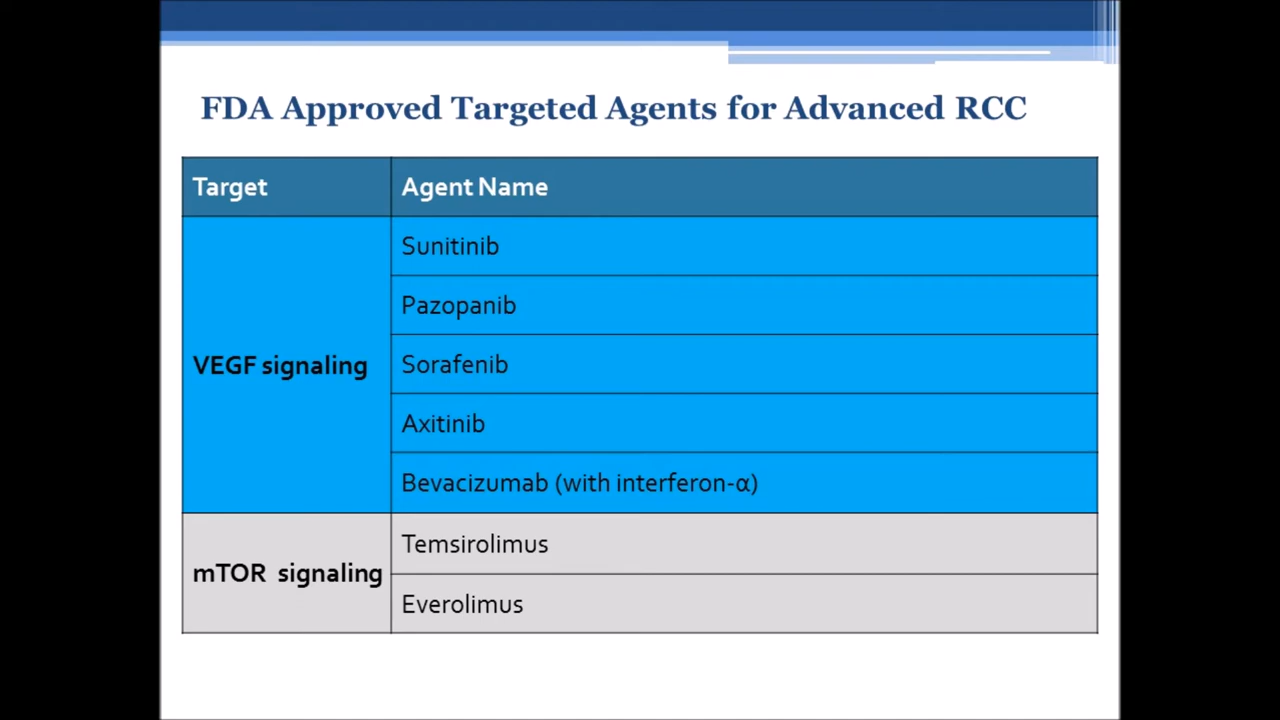 FDA Approved Targeted Agents for Advanced RCC
Target Agent Name
VEGF signaling
Sunitinib
Pazopanib
Sorafenib
Axitinib
Bevacizumab (with interferon-α)
mTOR signaling
Temsirolimus
Everolimus